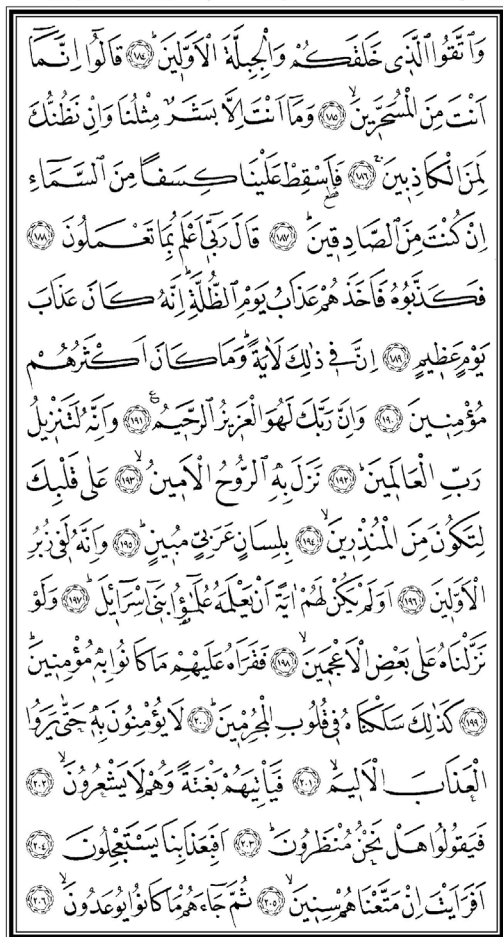 وَاتَّقُوا الَّذ۪ي خَلَقَكُمْ وَالْجِبِلَّةَ الْاَوَّل۪ينَۜ ﴿١٨٤﴾ قَالُٓوا اِنَّمَٓا
اَنْتَ مِنَ الْمُسَحَّر۪ينَۙ ﴿١٨٥﴾ وَمَٓا اَنْتَ اِلَّا بَشَرٌ مِثْلُنَا وَاِنْ نَظُنُّكَ
لَمِنَ الْكَاذِب۪ينَۚ ﴿١٨٦﴾ فَاَسْقِطْ عَلَيْنَا كِسَفًا مِنَ السَّمَٓاءِ
اِنْ كُنْتَ مِنَ الصَّادِق۪ينَۜ ﴿١٨٧﴾ قَالَ رَبّ۪ٓي اَعْلَمُ بِمَا تَعْمَلُونَ ﴿١٨٨﴾
فَكَذَّبُوهُ فَاَخَذَهُمْ عَذَابُ يَوْمِ الظُّلَّةِۜ اِنَّهُ كَانَ عَذَابَ
يَوْمٍ عَظ۪يمٍ ﴿١٨٩﴾ اِنَّ ف۪ي ذٰلِكَ لَاٰيَةًۜ وَمَا كَانَ اَكْثَرُهُمْ
مُؤْمِن۪ينَ ﴿١٩٠﴾ وَاِنَّ رَبَّكَ لَهُوَ الْعَز۪يزُ الرَّح۪يمُ۟ ﴿١٩١﴾ وَاِنَّهُ لَتَنْز۪يلُ
رَبِّ الْعَالَم۪ينَۜ ﴿١٩٢﴾ نَزَلَ بِهِ الرُّوحُ الْاَم۪ينُۙ ﴿١٩٣﴾ عَلٰى قَلْبِكَ
لِتَكُونَ مِنَ الْمُنْذِر۪ينَۙ ﴿١٩٤﴾ بِلِسَانٍ عَرَبِيٍّ مُب۪ينٍۜ ﴿١٩٥﴾ وَاِنَّهُ لَف۪ي زُبُرِ
الْاَوَّل۪ينَ ﴿١٩٦﴾ اَوَلَمْ يَكُنْ لَهُمْ اٰيَةً اَنْ يَعْلَمَهُ عُلَمٰٓؤُ۬ا بَن۪ٓي اِسْرَٓائ۪لَۜ ﴿١٩٧﴾ وَلَوْ
نَزَّلْنَاهُ عَلٰى بَعْضِ الْاَعْجَم۪ينَۙ ﴿١٩٨﴾ فَقَرَاَهُ عَلَيْهِمْ مَا كَانُوا بِه۪ مُؤْمِن۪ينَۜ
﴿١٩٩﴾ كَذٰلِكَ سَلَكْنَاهُ ف۪ي قُلُوبِ الْمُجْرِم۪ينَۜ ﴿٢٠٠﴾ لَا يُؤْمِنُونَ بِه۪ حَتّٰى يَرَوُا
الْعَذَابَ الْاَل۪يمَۙ ﴿٢٠١﴾ فَيَأْتِيَهُمْ بَغْتَةً وَهُمْ لَا يَشْعُرُونَۙ ﴿٢٠٢﴾
فَيَقُولُوا هَلْ نَحْنُ مُنْظَرُونَۜ ﴿٢٠٣﴾ اَفَبِعَذَابِنَا يَسْتَعْجِلُونَ ﴿٢٠٤﴾
اَفَرَاَيْتَ اِنْ مَتَّعْنَاهُمْ سِن۪ينَۙ ﴿٢٠٥﴾ ثُمَّ جَٓاءَهُمْ مَا كَانُوا يُوعَدُونَۙ ﴿٢٠٦﴾